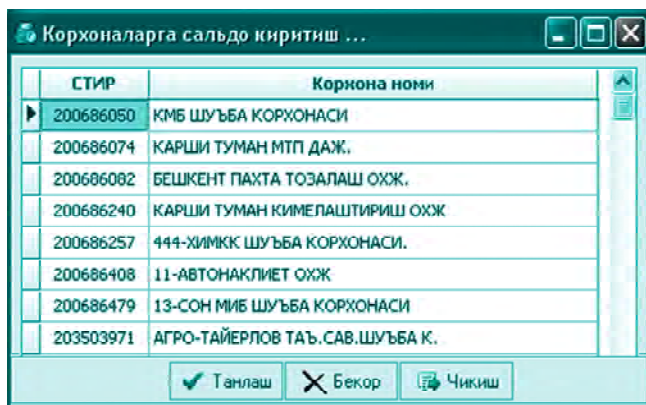 Корхоналарга сальдо киритиш ...
СТИР Корхона номи
200686050 КМБ ШУЪБА КОРХОНАСИ
200686074 КАРШИ ТУМАН МТП ДАЖ.
200686082 БЕШКЕНТ ПАХТА ТОЗАЛАШ ОХЖ.
200686240 КАРШИ ТУМАН КИМЕЛАШТИРИШ ОХЖ
200686257 444-ХИМКК ШУЪБА КОРХОНАСИ.
200686408 11-АВТОНАКЛИЕТ ОХЖ
200686479 13-СОН МИБ ШУЪБА КОРХОНАСИ
203503971 АГРО-ТАЙЕРЛОВ ТАЪ.САВ.ШУЪБА К.
Танлаш Бекор Чикиш